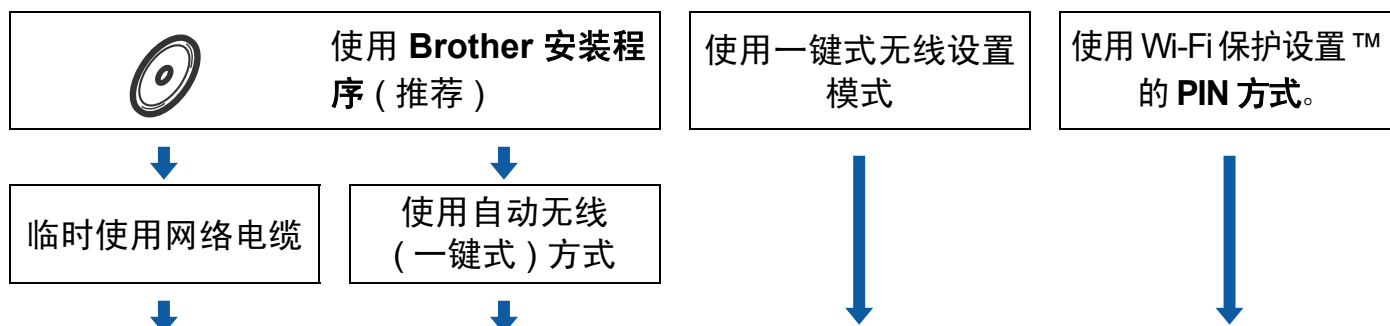 使用 Brother 安装程
序 ( 推荐 )
使用一键式无线设置
模式
使用 Wi-Fi 保护设置 ™
的 PIN 方式。
临时使用网络电缆
使用自动无线
( 一键式 ) 方式